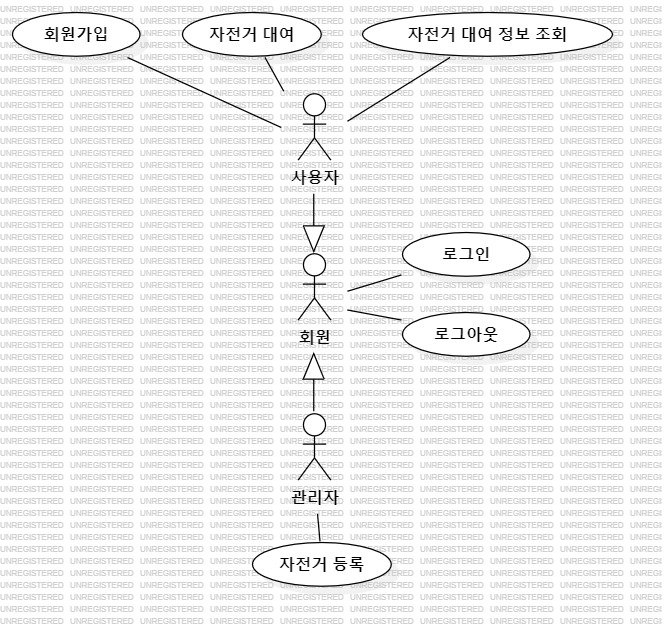 회원가입
자전거 대여
자전거 대여 정보 조회
사용자
로그인
로그아웃
회원
관리자
자전거 등록
UNREGISTERED